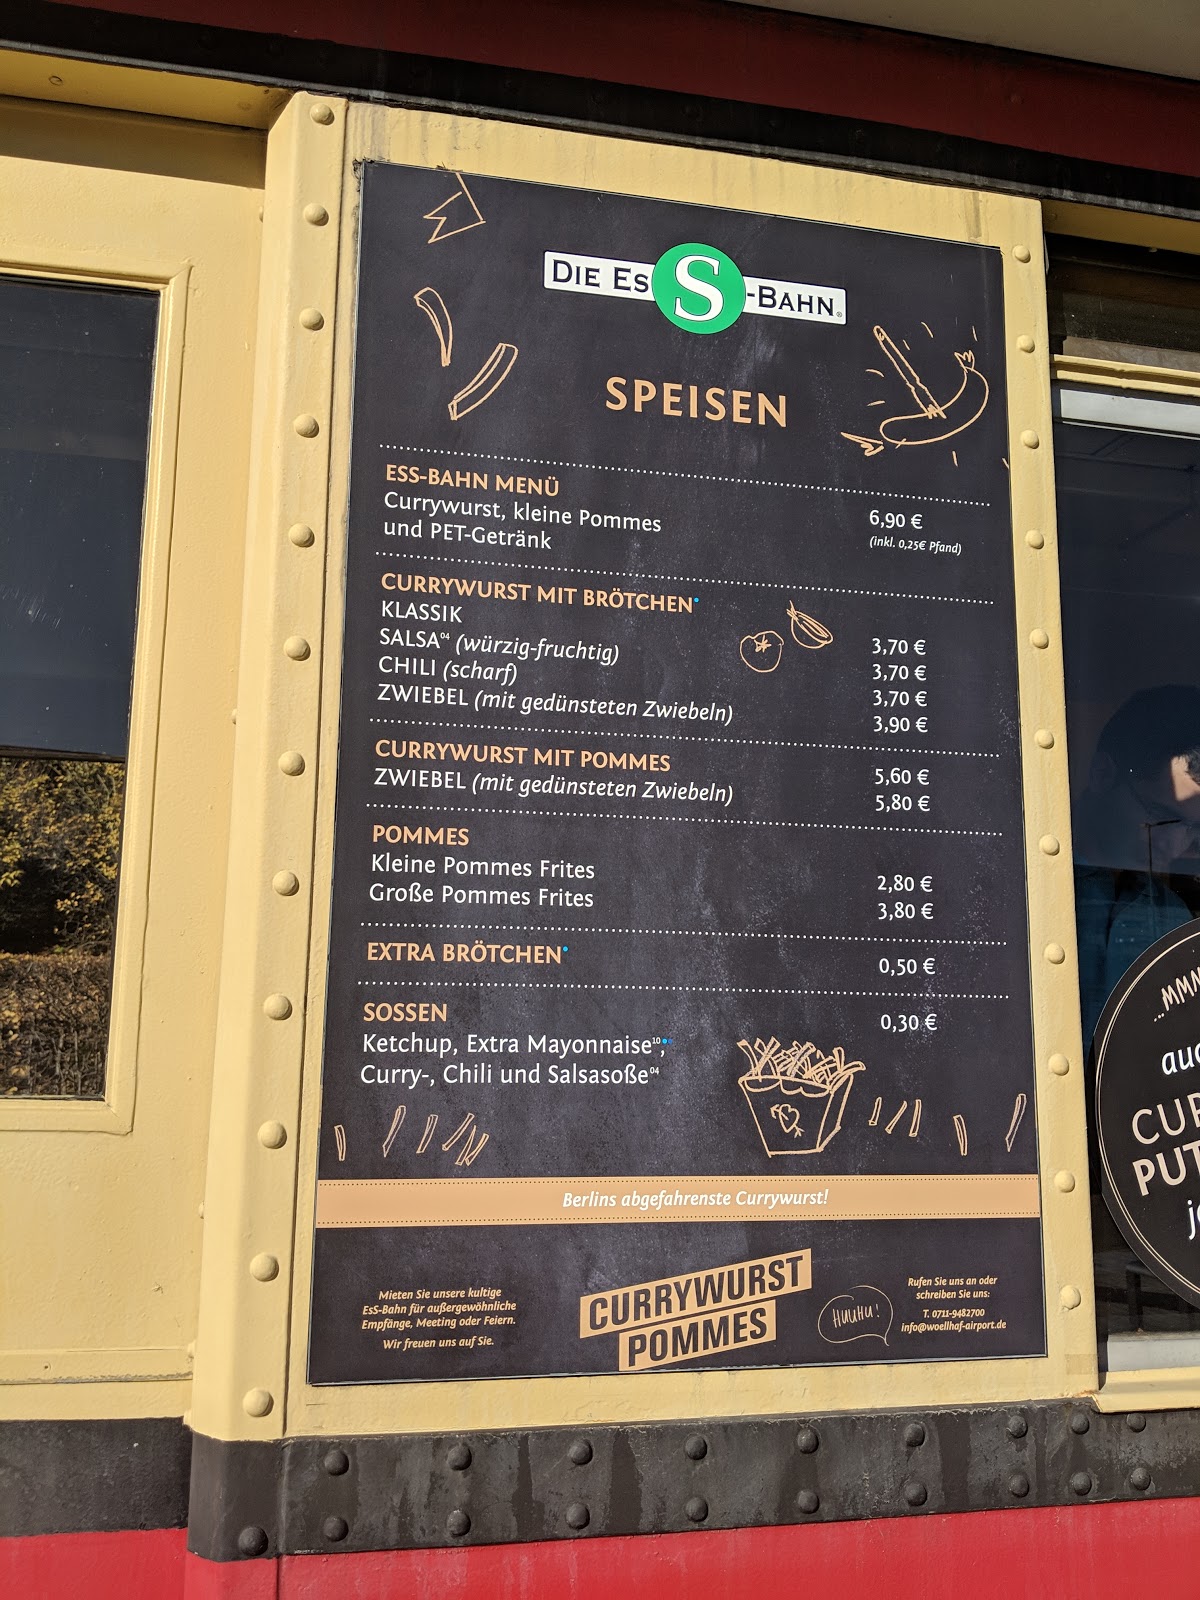 DIE ESS-BAHN®
SPEISEN
ESS-BAHN MENÜ
Currywurst, kleine Pommes 6,90 €
und PET-Getränk (inkl. 0,25€ Pfand)
CURRYWURST MIT BRÖTCHEN•
KLASSIK 3,70 €
SALSA⁰⁴ (würzig-fruchtig) 3,70 €
CHILI (scharf) 3,70 €
ZWIEBEL (mit gedünsteten Zwiebeln) 3,90 €
CURRYWURST MIT POMMES 5,60 €
ZWIEBEL (mit gedünsteten Zwiebeln) 5,80 €
POMMES
Kleine Pommes Frites 2,80 €
Große Pommes Frites 3,80 €
EXTRA BRÖTCHEN• 0,50 €
SOSSEN 0,30 €
Ketchup, Extra Mayonnaise¹⁰,
Curry-, Chili und Salsasoße⁰⁴
Berlins abgefahrenste Currywurst!
Mieten Sie unsere kultige
EsS-Bahn für außergewöhnliche
Empfänge, Meeting oder Feiern.
Wir freuen uns auf Sie.
CURRYWURST
POMMES
HUUHU!
Rufen Sie uns an oder
schreiben Sie uns:
T. 0711-9482700
info@woellhaf-airport.de
...MMM
CUR
PUT